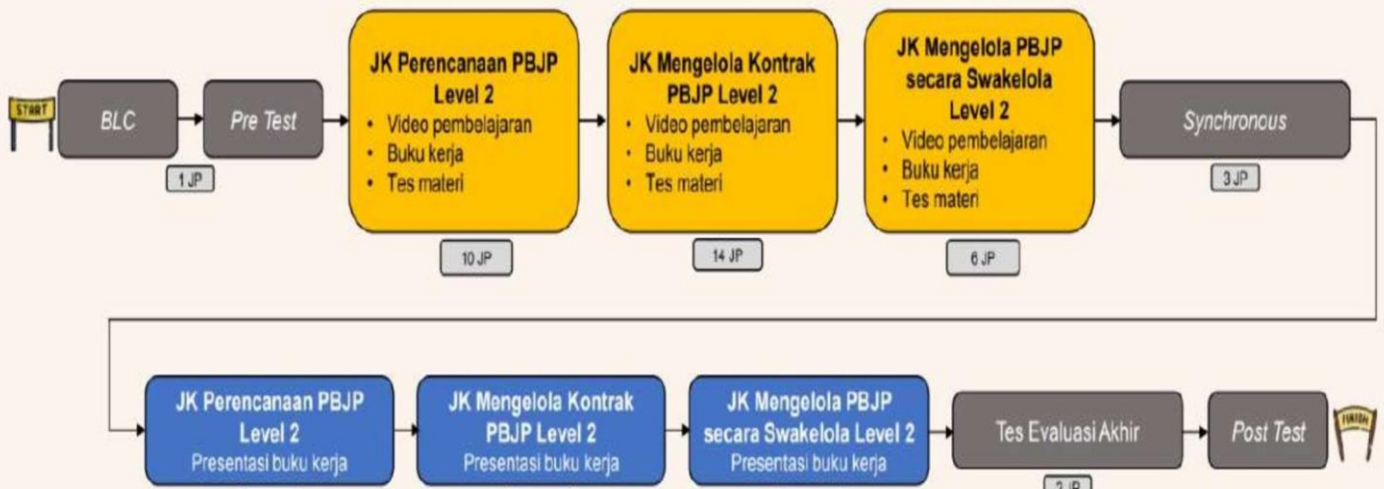 START
BLC
Pre Test
1 JP
JK Perencanaan PBJP
Level 2
• Video pembelajaran
• Buku kerja
• Tes materi
10 JP
JK Mengelola Kontrak
PBJP Level 2
• Video pembelajaran
• Buku kerja
• Tes materi
14 JP
JK Mengelola PBJP
secara Swakelola
Level 2
• Video pembelajaran
• Buku kerja
• Tes materi
6 JP
Synchronous
3 JP
JK Perencanaan PBJP
Level 2
Presentasi buku kerja
JK Mengelola Kontrak
PBJP Level 2
Presentasi buku kerja
JK Mengelola PBJP
secara Swakelola Level 2
Presentasi buku kerja
Tes Evaluasi Akhir
Post Test
FINISH